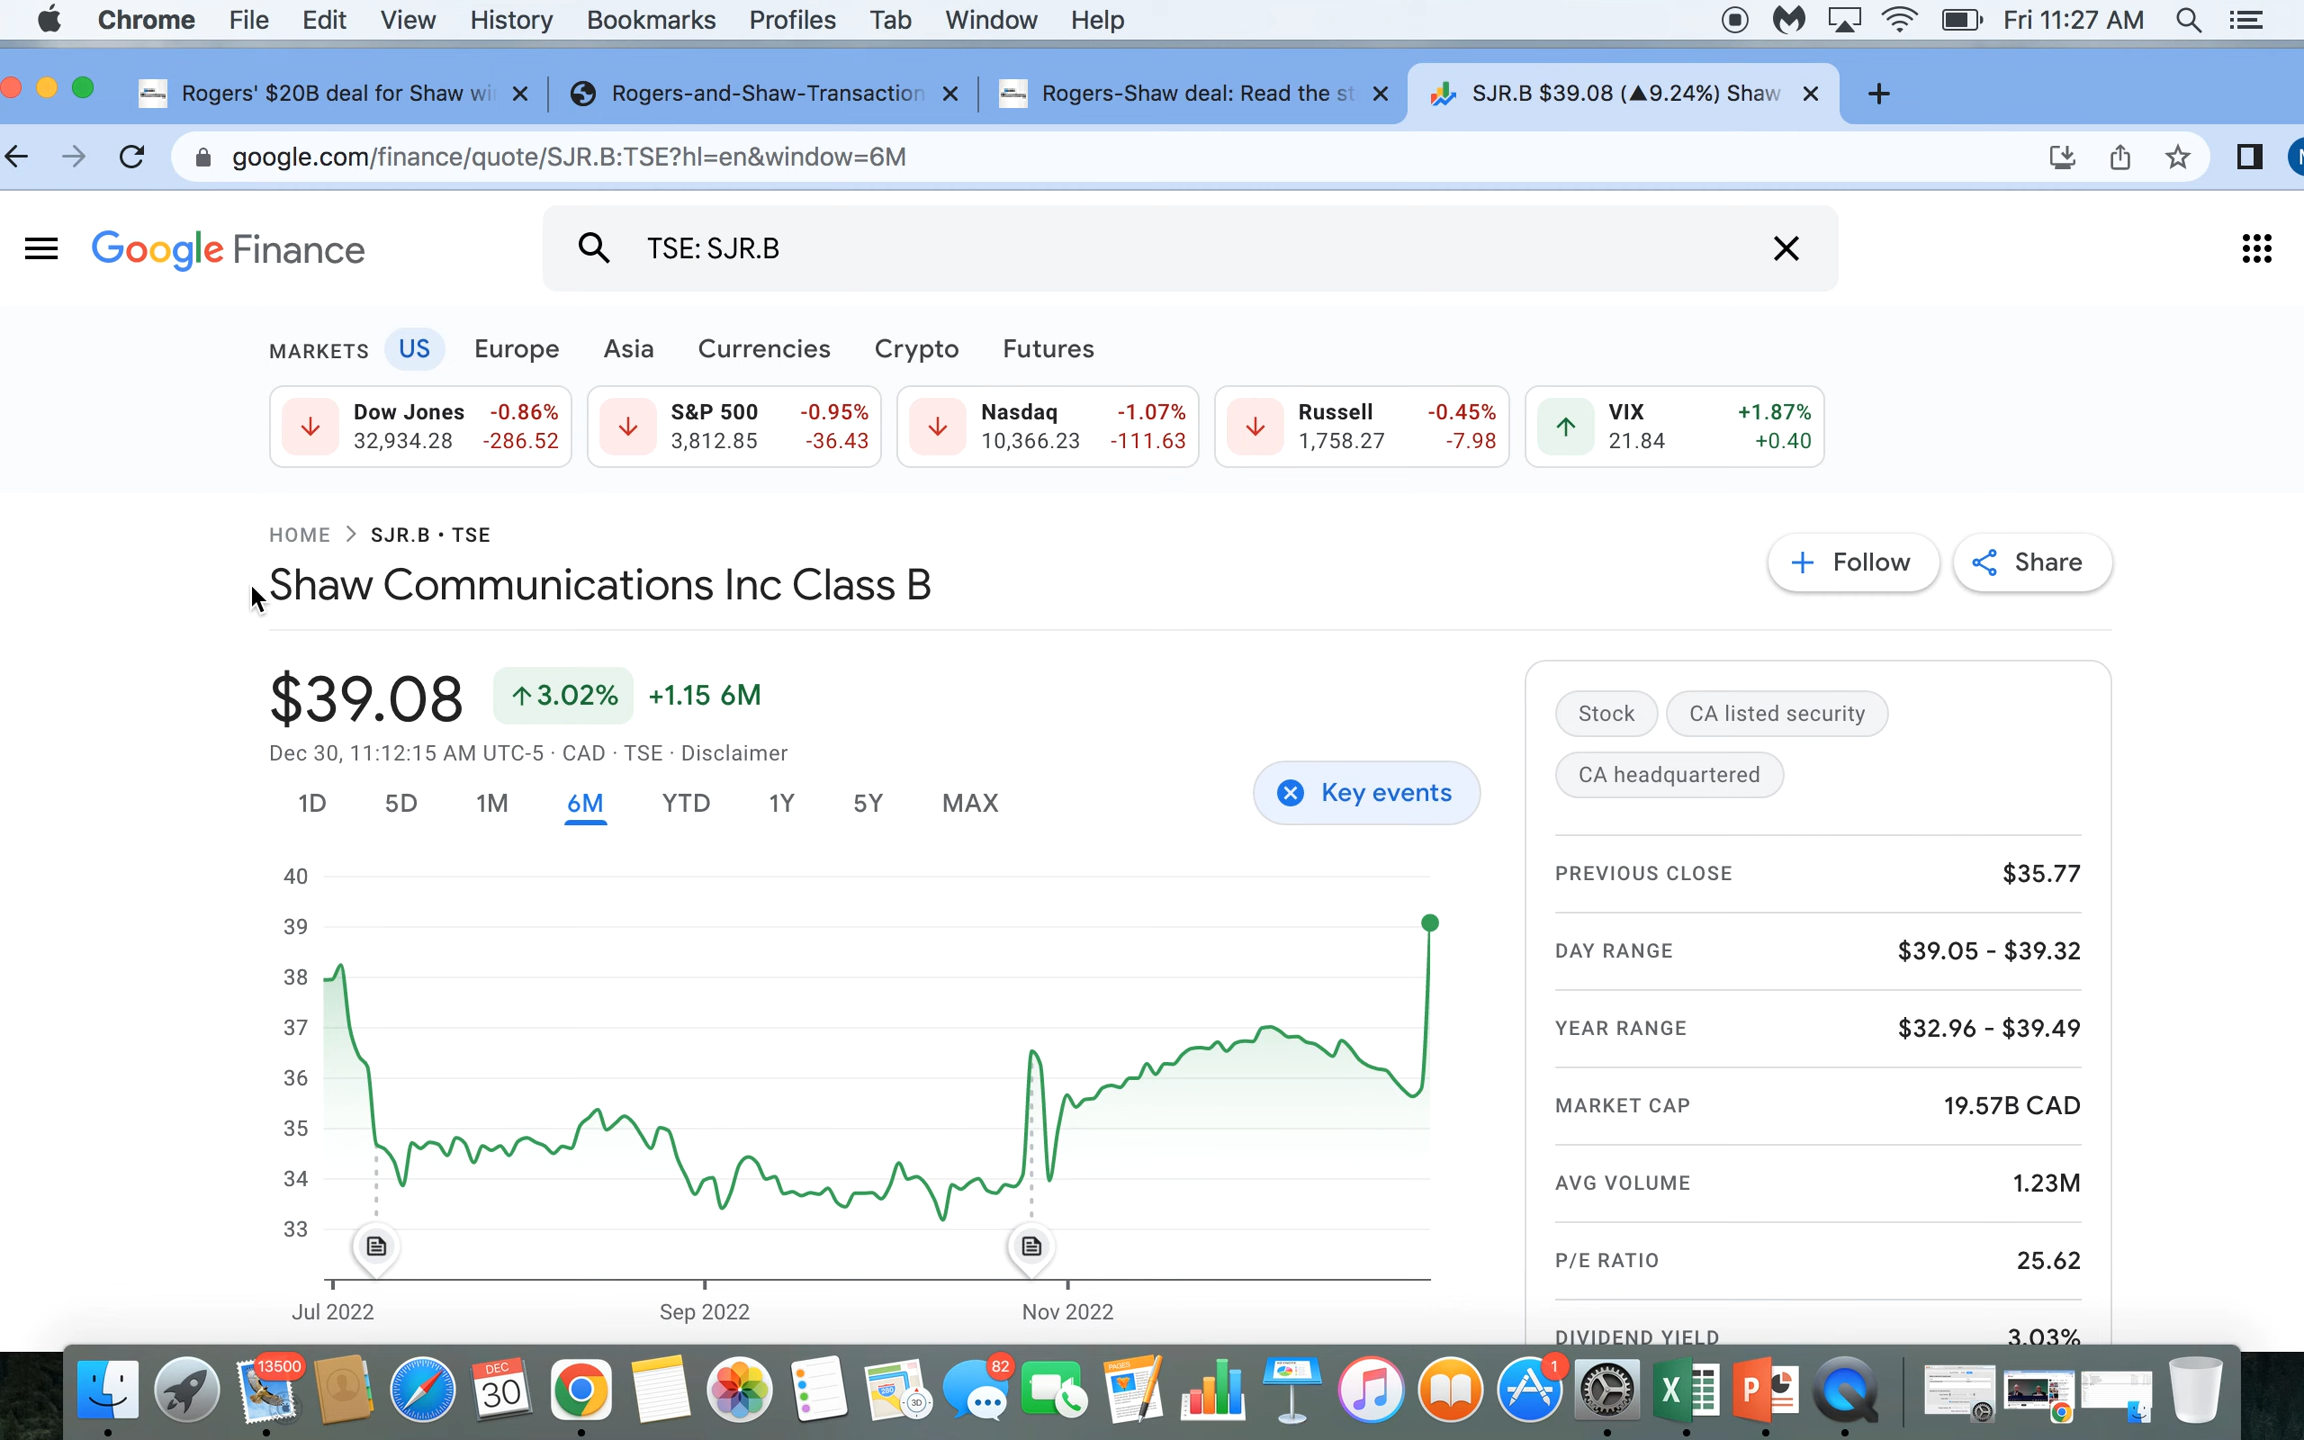 Chrome File Edit View History Bookmarks Profiles Tab Window Help Fri 11:27 AM
Rogers' $20B deal for Shaw wi Rogers-and-Shaw-Transaction Rogers-Shaw deal: Read the st SJR.B $39.08 (▲9.24%) Shaw
google.com/finance/quote/SJR.B:TSE?hl=en&window=6M
Google Finance TSE: SJR.B
MARKETS US Europe Asia Currencies Crypto Futures
Dow Jones -0.86% S&P 500 -0.95% Nasdaq -1.07% Russell -0.45% VIX +1.87%
32,934.28 -286.52 3,812.85 -36.43 10,366.23 -111.63 1,758.27 -7.98 21.84 +0.40
HOME > SJR.B • TSE
Shaw Communications Inc Class B
+ Follow Share
$39.08 ↑3.02% +1.15 6M
Dec 30, 11:12:15 AM UTC-5 · CAD · TSE · Disclaimer
1D 5D 1M 6M YTD 1Y 5Y MAX
Key events
40
39
38
37
36
35
34
33
Jul 2022 Sep 2022 Nov 2022
Stock CA listed security
CA headquartered
PREVIOUS CLOSE $35.77
DAY RANGE $39.05 - $39.32
YEAR RANGE $32.96 - $39.49
MARKET CAP 19.57B CAD
AVG VOLUME 1.23M
P/E RATIO 25.62
DIVIDEND YIELD 3.03%
13500 DEC 30 280 3D 82 PAGES 1 X P